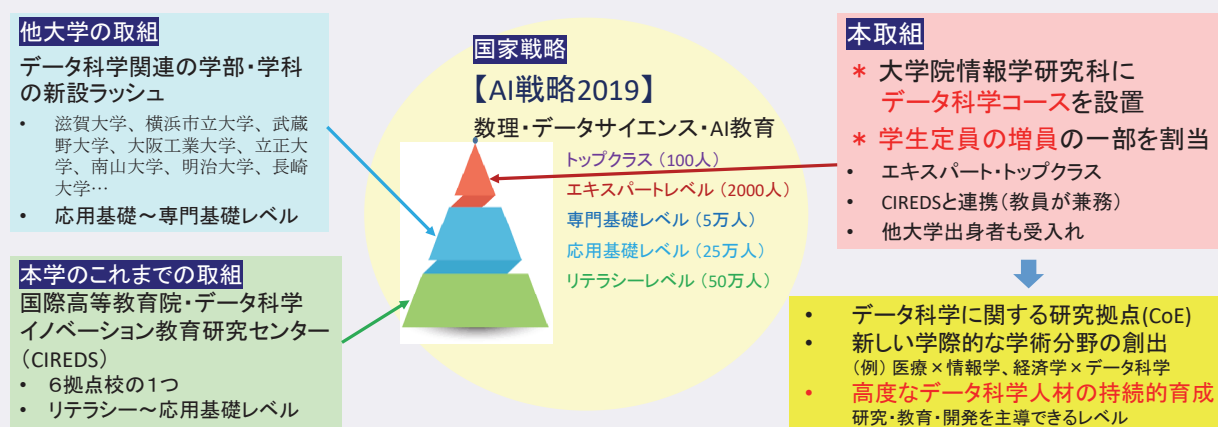 他大学の取組
データ科学関連の学部・学科
の新設ラッシュ
• 滋賀大学、横浜市立大学、武蔵
野大学、大阪工業大学、立正大
学、南山大学、明治大学、長崎
大学…
• 応用基礎～専門基礎レベル
本学のこれまでの取組
国際高等教育院・データ科学
イノベーション教育研究センター
（CIREDS）
• ６拠点校の１つ
• リテラシー～応用基礎レベル
国家戦略
【AI戦略2019】
数理・データサイエンス・AI教育
トップクラス（100人）
エキスパートレベル（2000人）
専門基礎レベル（5万人）
応用基礎レベル（25万人）
リテラシーレベル（50万人）
本取組
＊ 大学院情報学研究科に
データ科学コースを設置
＊ 学生定員の増員の一部を割当
• エキスパート・トップクラス
• CIREDSと連携（教員が兼務）
• 他大学出身者も受入れ
• データ科学に関する研究拠点(CoE)
• 新しい学際的な学術分野の創出
（例）医療×情報学、経済学×データ科学
• 高度なデータ科学人材の持続的育成
研究・教育・開発を主導できるレベル